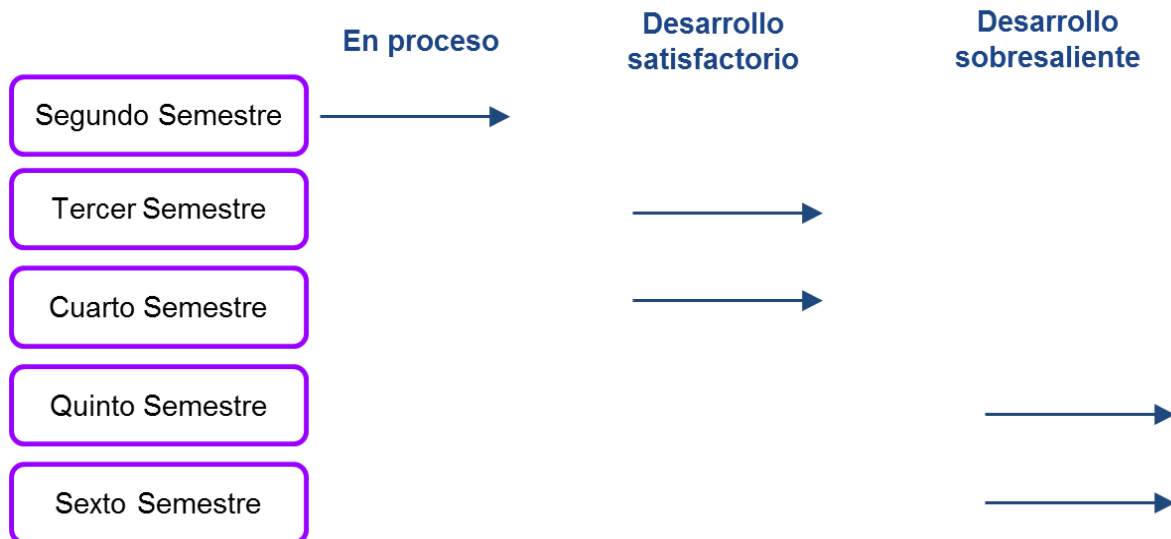 En proceso
Desarrollo
satisfactorio
Desarrollo
sobresaliente
Segundo Semestre
Tercer Semestre
Cuarto Semestre
Quinto Semestre
Sexto Semestre